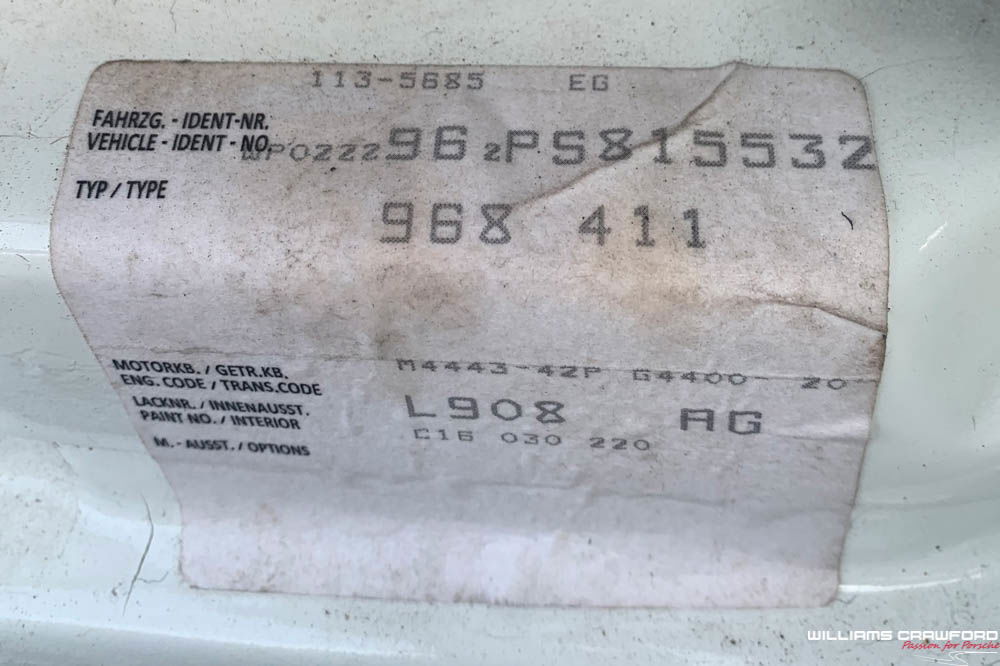 113-5685 EG
FAHRZG. - IDENT-NR.
VEHICLE - IDENT - NO. WP0ZZZ96ZPS815532
TYP / TYPE 968 411
MOTORKB. / GETR.KB.
ENG. CODE / TRANS.CODE M4443-42P G4400- 20
LACKNR. / INNENAUSST.
PAINT NO. / INTERIOR L908 AG
M. - AUSST. / OPTIONS C16 030 220
WILLIAMS CRAWFORD
Passion for Porsche